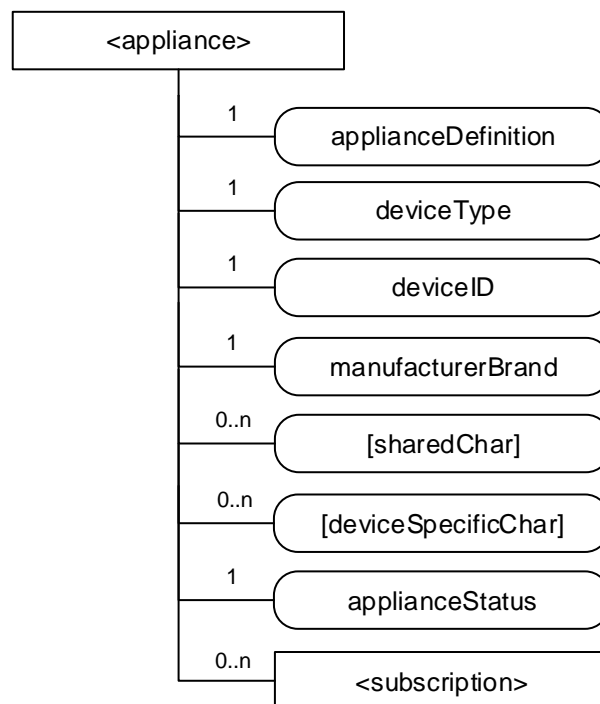 <appliance>
1
applianceDefinition
1
deviceType
1
deviceID
1
manufacturerBrand
0..n
[sharedChar]
0..n
[deviceSpecificChar]
1
applianceStatus
0..n
<subscription>